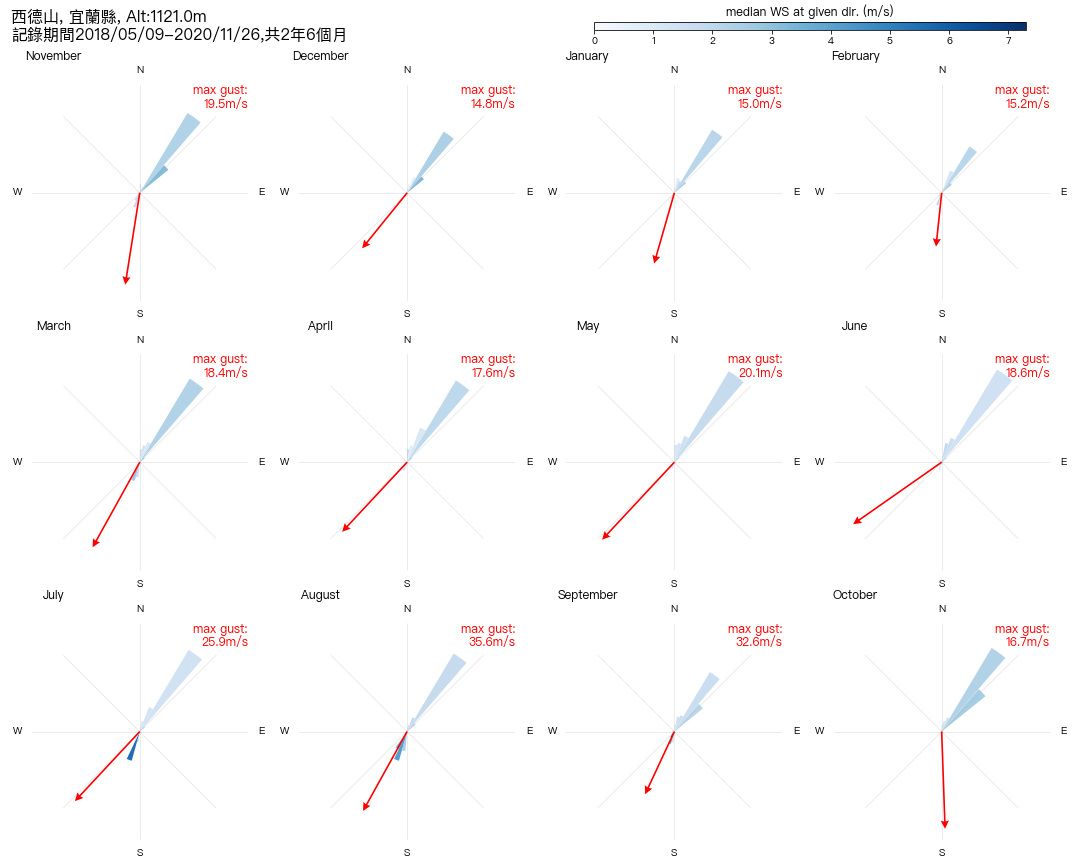 西德山, 宜蘭縣, Alt:1121.0m
記錄期間2018/05/09–2020/11/26,共2年6個月
median WS at given dir. (m/s)
0 1 2 3 4 5 6 7
November
N
max gust:
19.5m/s
W
E
S
December
N
max gust:
14.8m/s
W
E
S
January
N
max gust:
15.0m/s
W
E
S
February
N
max gust:
15.2m/s
W
E
S
March
N
max gust:
18.4m/s
W
E
S
April
N
max gust:
17.6m/s
W
E
S
May
N
max gust:
20.1m/s
W
E
S
June
N
max gust:
18.6m/s
W
E
S
July
N
max gust:
25.9m/s
W
E
S
August
N
max gust:
35.6m/s
W
E
S
September
N
max gust:
32.6m/s
W
E
S
October
N
max gust:
16.7m/s
W
E
S